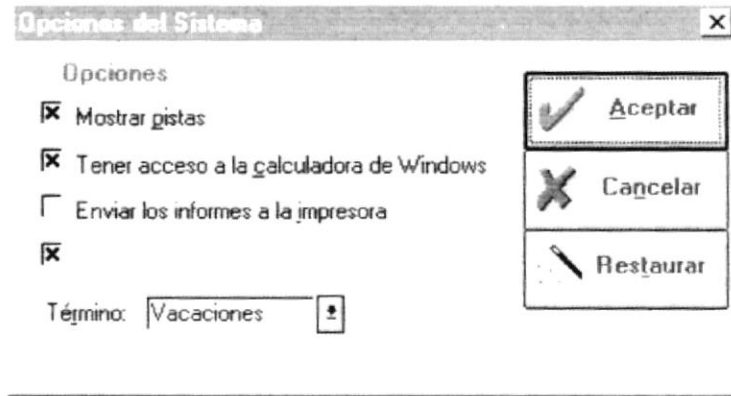 Opciones del Sistema
Opciones
Mostrar pistas
Tener acceso a la calculadora de Windows
Enviar los informes a la impresora
Término: Vacaciones
Aceptar
Cancelar
Restaurar